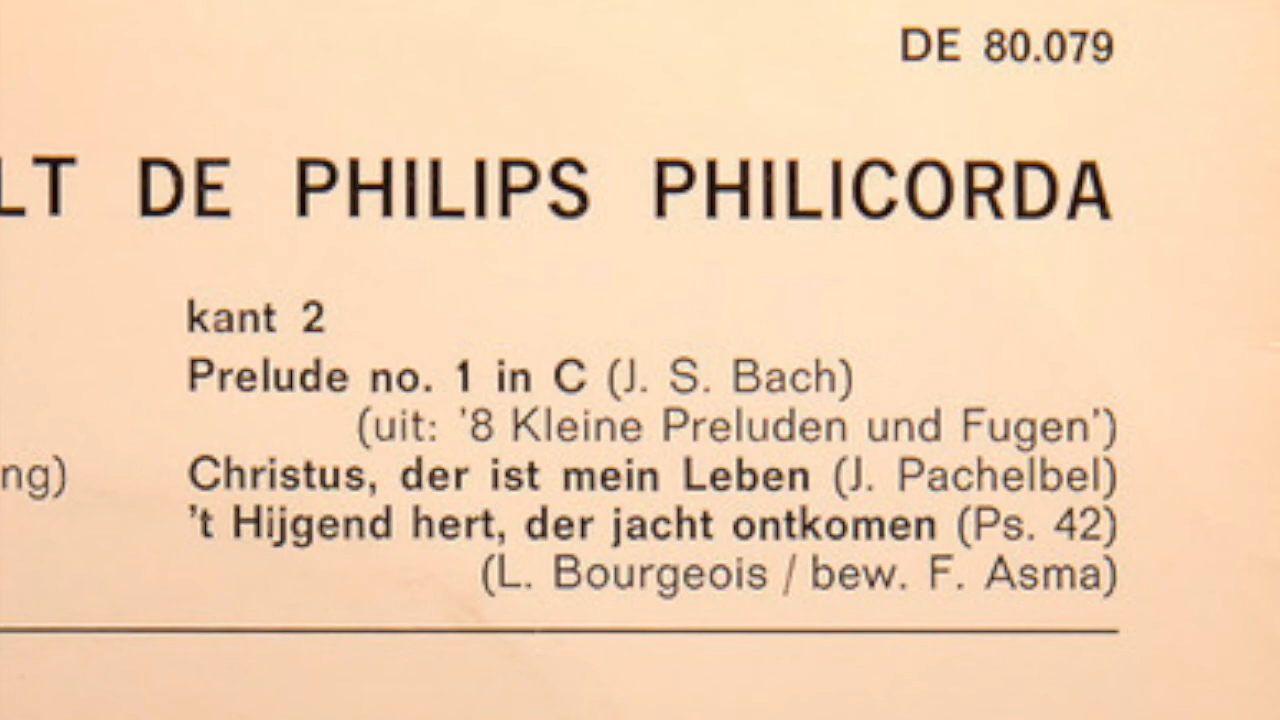 DE 80.079
LT DE PHILIPS PHILICORDA
kant 2
Prelude no. 1 in C (J. S. Bach)
(uit: '8 Kleine Preluden und Fugen')
ng) Christus, der ist mein Leben (J. Pachelbel)
't Hijgend hert, der jacht ontkomen (Ps. 42)
(L. Bourgeois / bew. F. Asma)